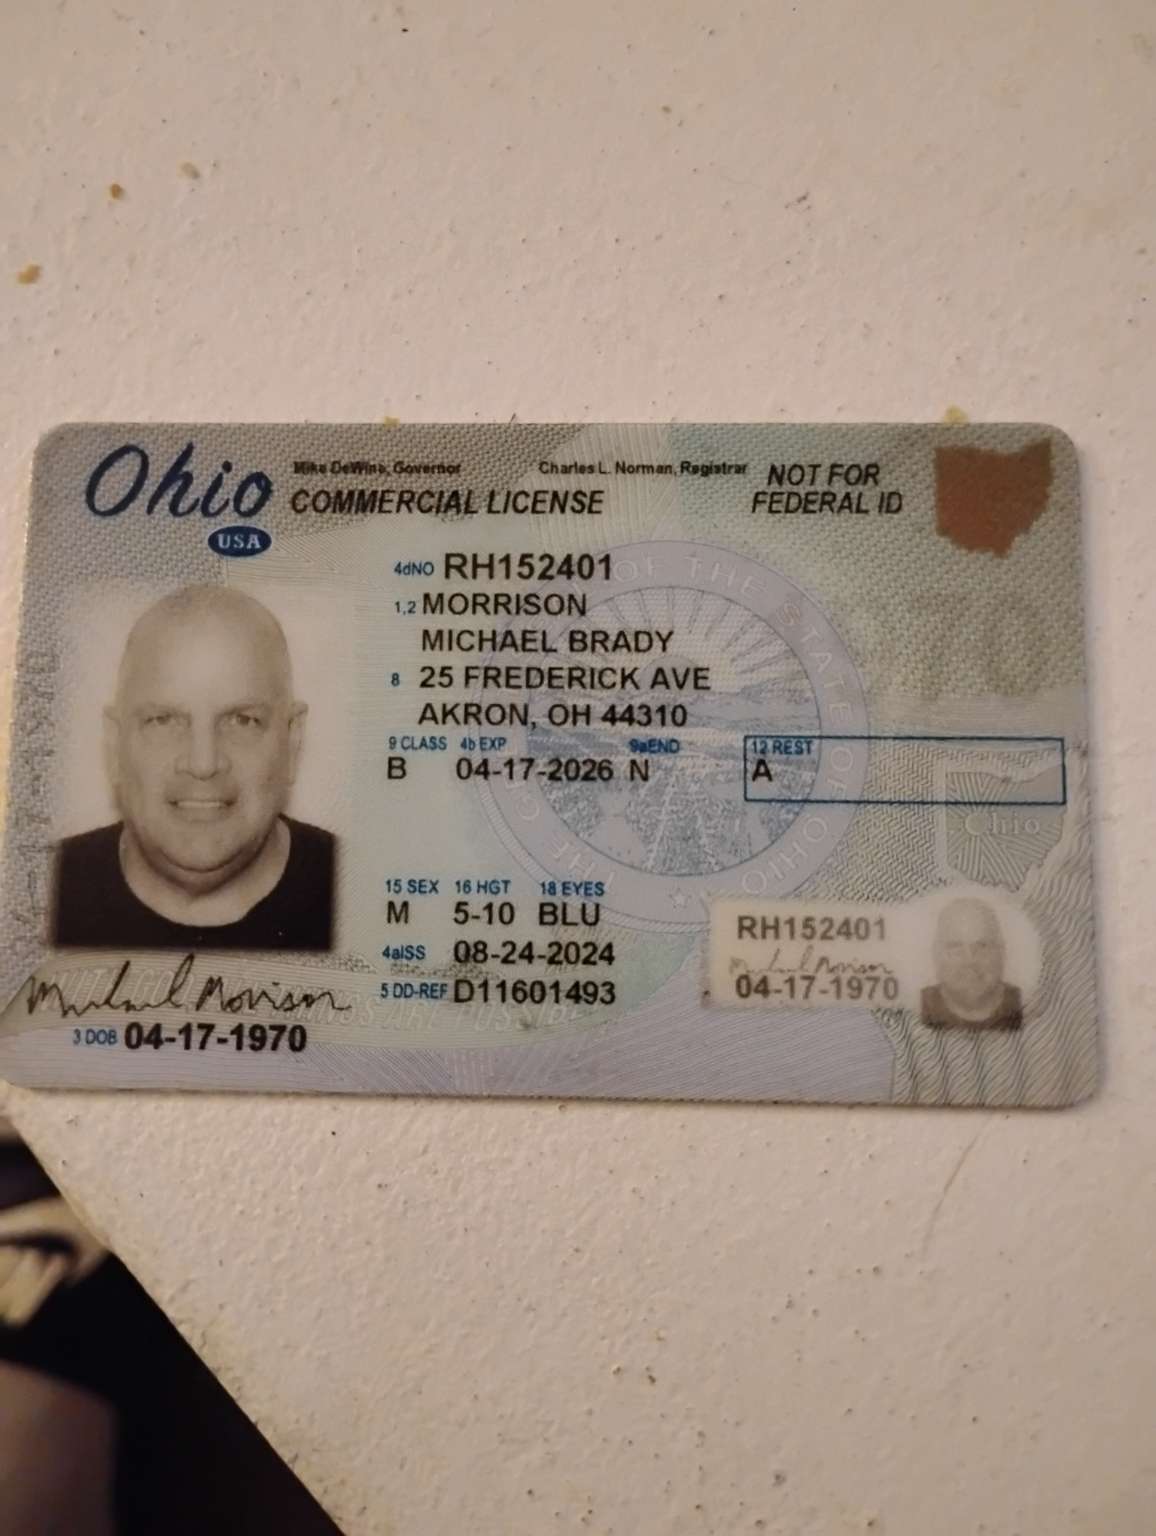 Ohio
USA
Mike DeWine, Governor
Charles L. Norman, Registrar
COMMERCIAL LICENSE
NOT FOR
FEDERAL ID
4dNO RH152401
1,2 MORRISON
MICHAEL BRADY
8 25 FREDERICK AVE
AKRON, OH 44310
9 CLASS 4b EXP 9aEND 12 REST
B 04-17-2026 N A
Ohio
15 SEX 16 HGT 18 EYES
M 5-10 BLU
4aISS 08-24-2024
5 DD-REF D11601493
Michael Morrison
3 DOB 04-17-1970
RH152401
Michael Morrison
04-17-1970
OF THE STATE OF OHIO